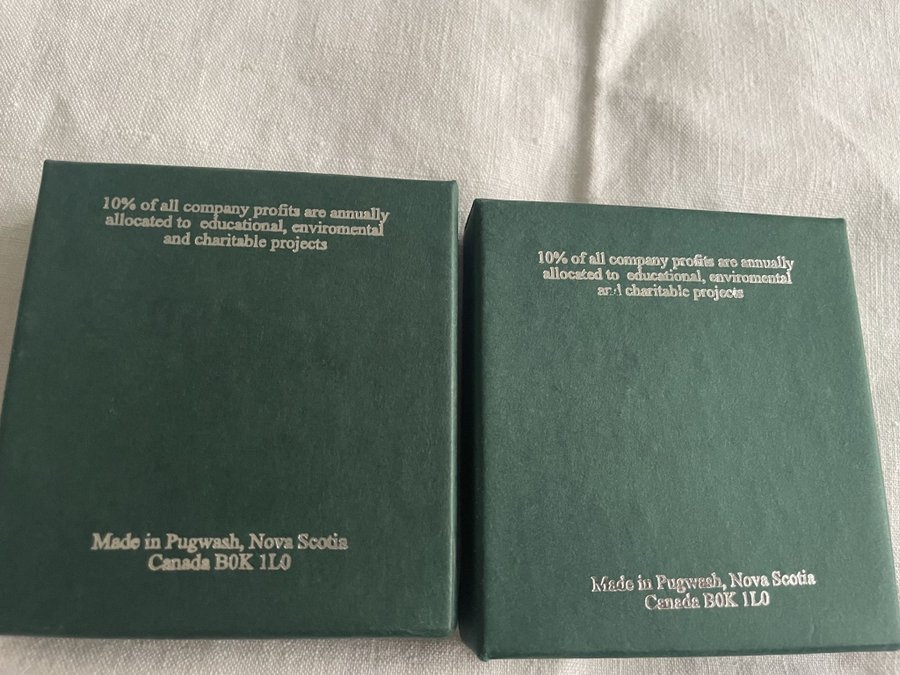 10% of all company profits are annually
allocated to educational, enviromental
and charitable projects
Made in Pugwash, Nova Scotia
Canada B0K 1L0
10% of all company profits are annually
allocated to educational, enviromental
and charitable projects
Made in Pugwash, Nova Scotia
Canada B0K 1L0